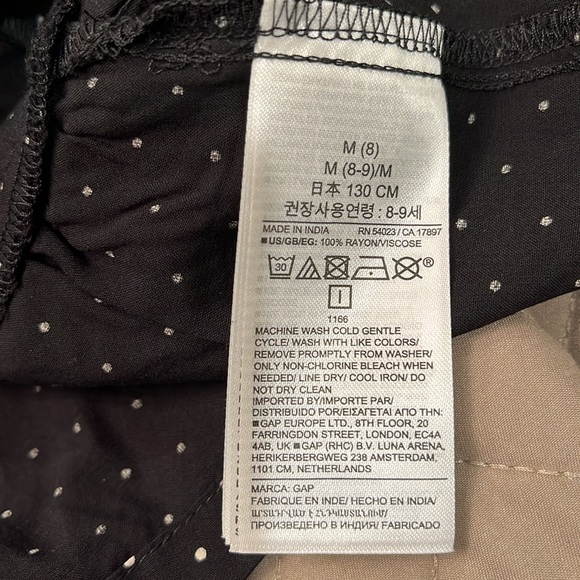 M (8)
M (8-9)/M
日本 130 CM
권장사용연령 : 8-9세
MADE IN INDIA RN 54023 / CA 17897
■US/GB/EG: 100% RAYON/VISCOSE
30 ®
I
1166
MACHINE WASH COLD GENTLE
CYCLE/ WASH WITH LIKE COLORS/
REMOVE PROMPTLY FROM WASHER/
ONLY NON-CHLORINE BLEACH WHEN
NEEDED/ LINE DRY/ COOL IRON/ DO
NOT DRY CLEAN
IMPORTED BY/IMPORTE PAR/
DISTRIBUIDO POR/ΕΙΣΑΓΕΤΑΙ ΑΠΟ ΤΗΝ:
■GAP EUROPE LTD., 8TH FLOOR, 20
FARRINGDON STREET, LONDON, EC4A
4AB, UK ■GAP (RHC) B.V. LUNA ARENA,
HERIKERBERGWEG 238 AMSTERDAM,
1101 CM, NETHERLANDS
MARCA: GAP
FABRIQUE EN INDE/ HECHO EN INDIA/
ԱՐՏԱԴՐՎԱԾ Է ՀՆԴԿԱՍՏԱՆՈՒՄ/
ПРОИЗВЕДЕНО В ИНДИЯ/ FABRICADO